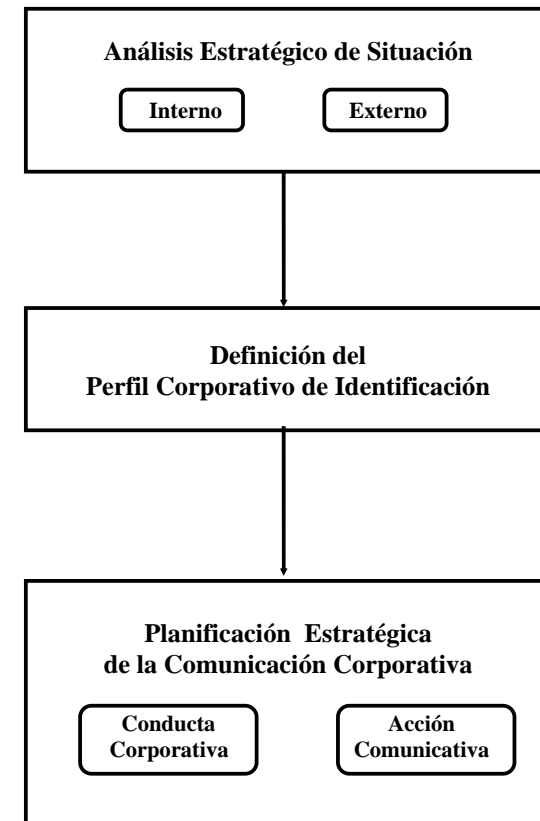 Análisis Estratégico de Situación
Interno
Externo
Definición del
Perfil Corporativo de Identificación
Planificación Estratégica
de la Comunicación Corporativa
Conducta
Corporativa
Acción
Comunicativa